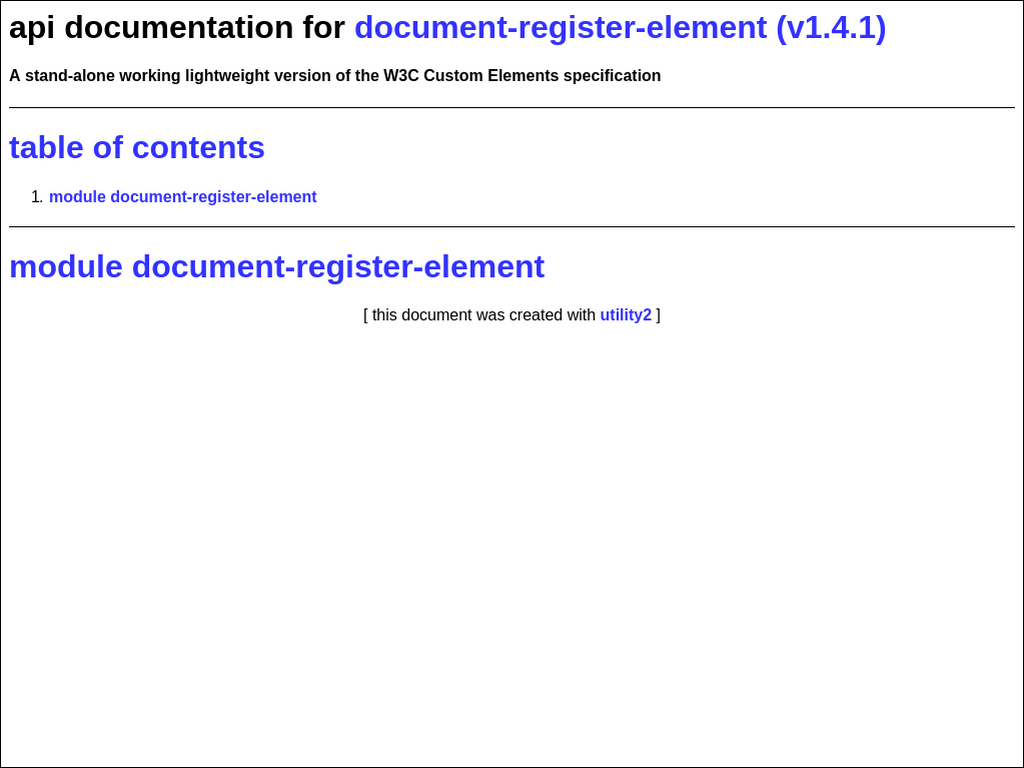 api documentation for document-register-element (v1.4.1)
A stand-alone working lightweight version of the W3C Custom Elements specification
table of contents
1. module document-register-element
module document-register-element
[ this document was created with utility2 ]